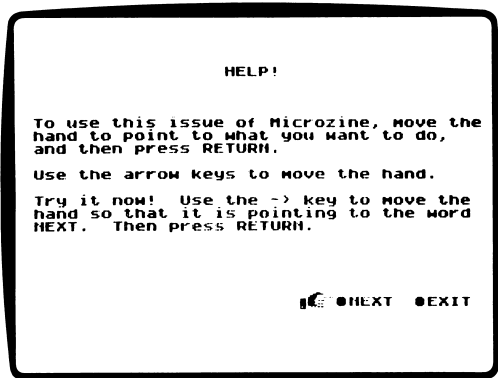 HELP!
To use this issue of Microzine, move the
hand to point to what you want to do,
and then press RETURN.
Use the arrow keys to move the hand.
Try it now!  Use the -> key to move the
hand so that it is pointing to the word
NEXT.  Then press RETURN.
NEXT EXIT